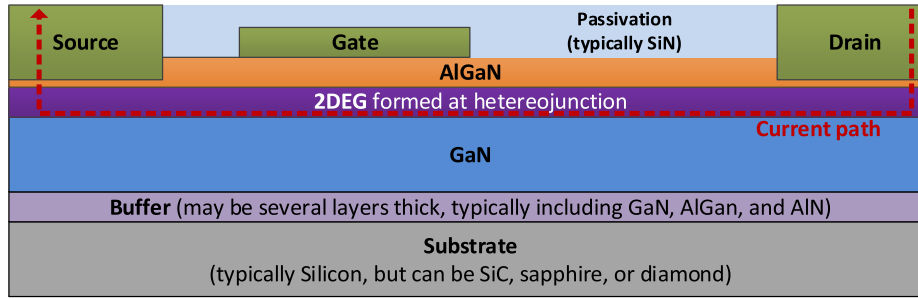 Passivation
(typically SiN)
Source
Gate
Drain
AlGaN
2DEG formed at hetereojunction
Current path
GaN
Buffer (may be several layers thick, typically including GaN, AlGan, and AlN)
Substrate
(typically Silicon, but can be SiC, sapphire, or diamond)